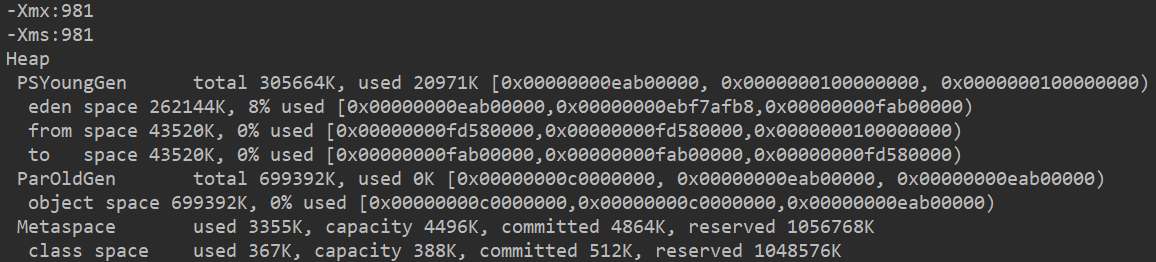 -Xmx:981
-Xms:981
Heap
PSYoungGen      total 305664K, used 20971K [0x00000000eab00000, 0x0000000100000000, 0x0000000100000000)
eden space 262144K, 8% used [0x00000000eab00000,0x00000000ebf7afb8,0x00000000fab00000)
from space 43520K, 0% used [0x00000000fd580000,0x00000000fd580000,0x0000000100000000)
to   space 43520K, 0% used [0x00000000fab00000,0x00000000fab00000,0x00000000fd580000)
ParOldGen       total 699392K, used 0K [0x00000000c0000000, 0x00000000eab00000, 0x00000000eab00000)
object space 699392K, 0% used [0x00000000c0000000,0x00000000c0000000,0x00000000eab00000)
Metaspace       used 3355K, capacity 4496K, committed 4864K, reserved 1056768K
class space    used 367K, capacity 388K, committed 512K, reserved 1048576K